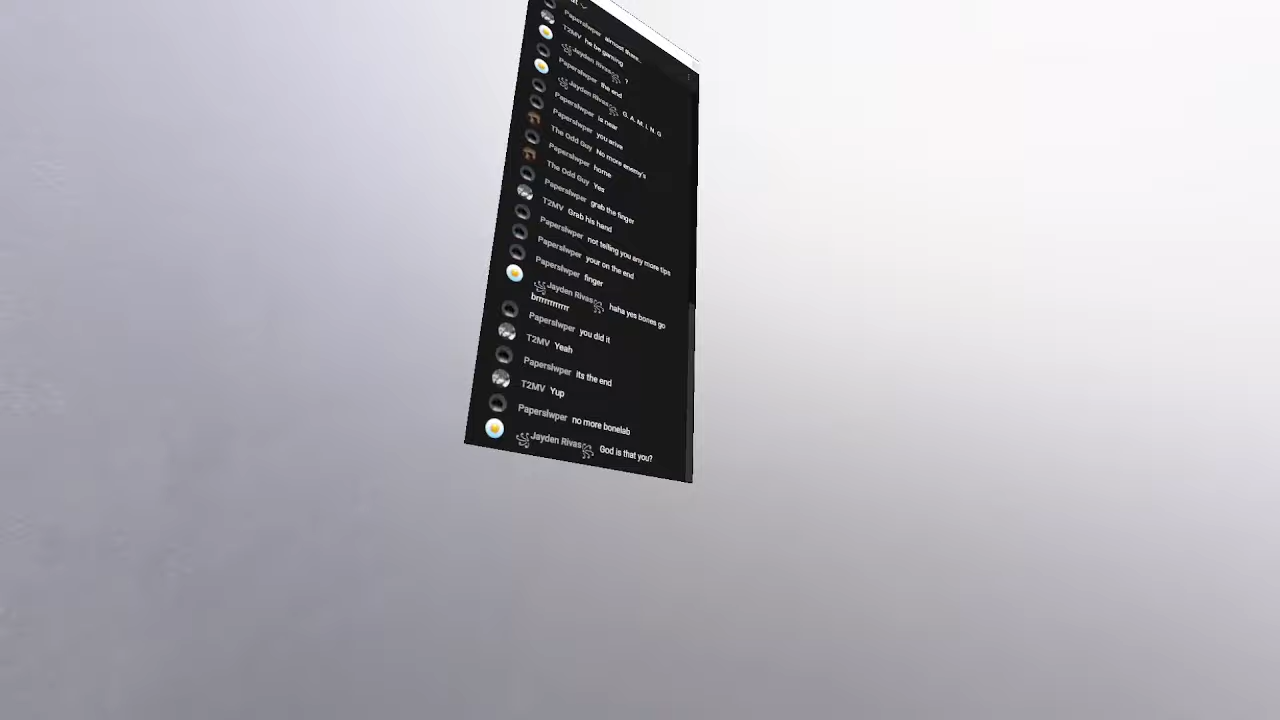 Paperslwper almost there..
T2MV he be gaming
꧁Jayden Rivas꧂ ?
Paperslwper the end
꧁Jayden Rivas꧂ G. A. M. I. N. G
Paperslwper is near
Paperslwper you arive
The Odd Guy No more enemy's
Paperslwper home
The Odd Guy Yes
Paperslwper grab the finger
T2MV Grab his hand
Paperslwper not telling you any more tips
Paperslwper your on the end
Paperslwper finger
꧁Jayden Rivas꧂ haha yes bones go
brrrrrrrrrrr
Paperslwper you did it
T2MV Yeah
Paperslwper its the end
T2MV Yup
Paperslwper no more bonelab
꧁Jayden Rivas꧂ God is that you?